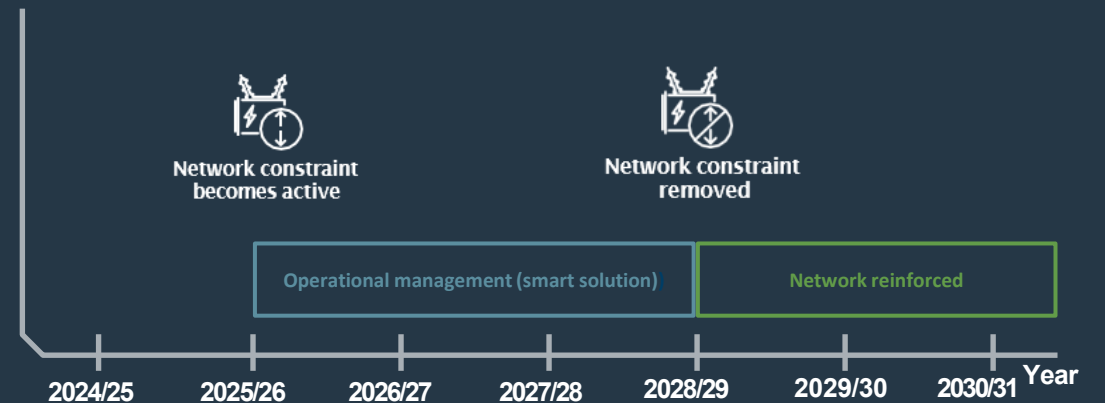 Network constraint
becomes active
Network constraint
removed
Operational management (smart solution))
Network reinforced
2024/25 2025/26 2026/27 2027/28 2028/29 2029/30 2030/31 Year